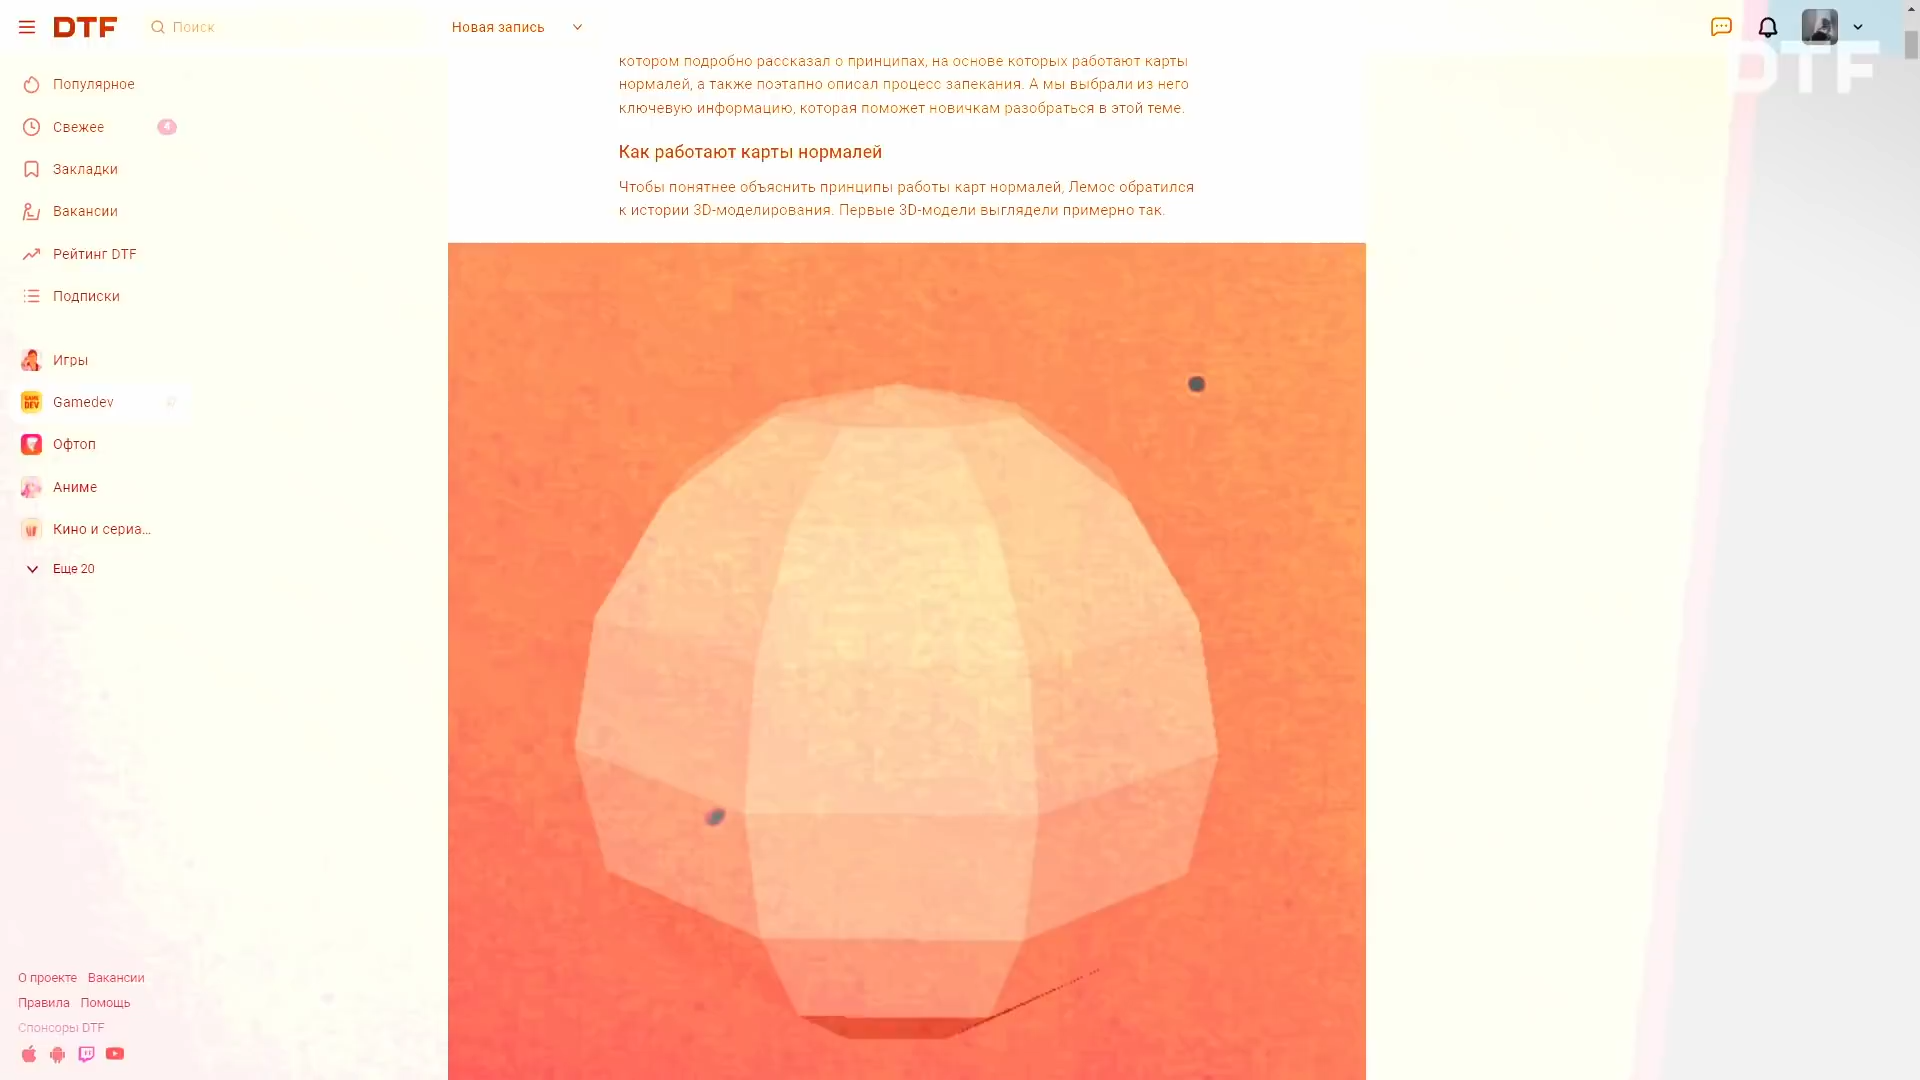 DTF
Поиск
Новая запись
DTF
Популярное
Свежее
4
Закладки
Вакансии
Рейтинг DTF
Подписки
Игры
Gamedev
Офтоп
Аниме
Кино и сериа...
Еще 20
О проекте Вакансии
Правила Помощь
Спонсоры DTF
котором подробно рассказал о принципах, на основе которых работают карты
нормалей, а также поэтапно описал процесс запекания. А мы выбрали из него
ключевую информацию, которая поможет новичкам разобраться в этой теме.
Как работают карты нормалей
Чтобы понятнее объяснить принципы работы карт нормалей, Лемос обратился
к истории 3D-моделирования. Первые 3D-модели выглядели примерно так.